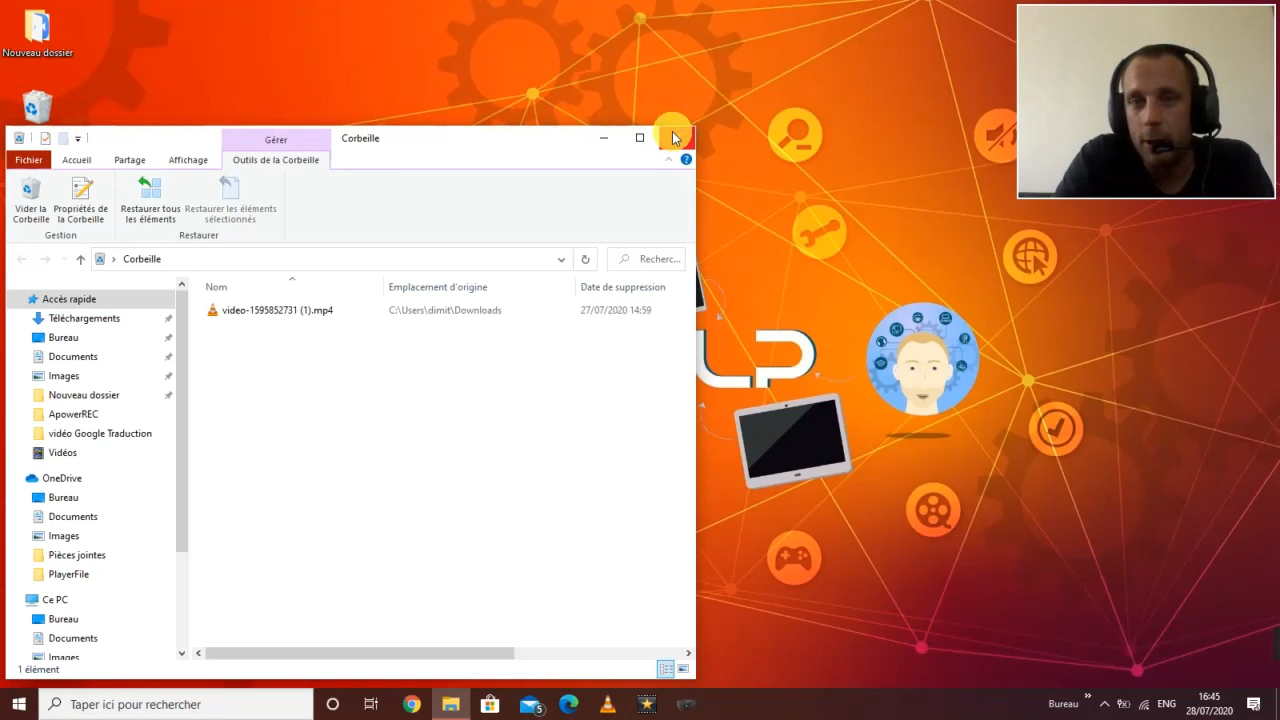 Nouveau dossier
Gérer
Corbeille
Fichier
Accueil
Partage
Affichage
Outils de la Corbeille
Vider la
Corbeille
Propriétés de
la Corbeille
Restaurer tous
les éléments
Restaurer les éléments
sélectionnés
Gestion
Restaurer
Corbeille
Recherc...
Nom
Emplacement d'origine
Date de suppression
video-1595852731 (1).mp4
C:\Users\dimit\Downloads
27/07/2020 14:59
Accès rapide
Téléchargements
Bureau
Documents
Images
Nouveau dossier
ApowerREC
vidéo Google Traduction
Vidéos
OneDrive
Bureau
Documents
Images
Pièces jointes
PlayerFile
Ce PC
Bureau
Documents
Images
1 élément
LP
Taper ici pour rechercher
5
Bureau
»
ENG
16:45
28/07/2020